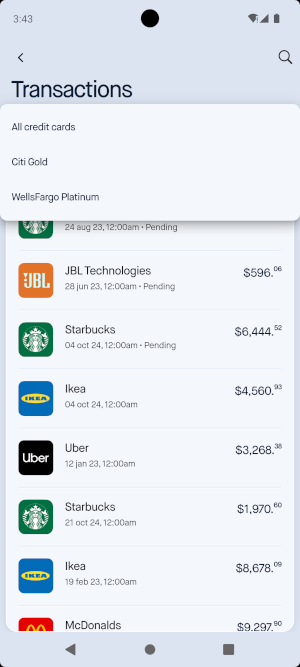 3:43
Transactions
All credit cards
Citi Gold
WellsFargo Platinum
24 aug 23, 12:00am • Pending
JBL
JBL Technologies
$596.06
28 jun 23, 12:00am • Pending
Starbucks
$6,444.52
04 oct 24, 12:00am • Pending
IKEA
Ikea
$4,560.93
04 oct 24, 12:00am
Uber
Uber
$3,268.38
12 jan 23, 12:00am
Starbucks
$1,970.60
21 oct 24, 12:00am
IKEA
Ikea
$8,678.09
19 feb 23, 12:00am
McDonalds
$9,297.90